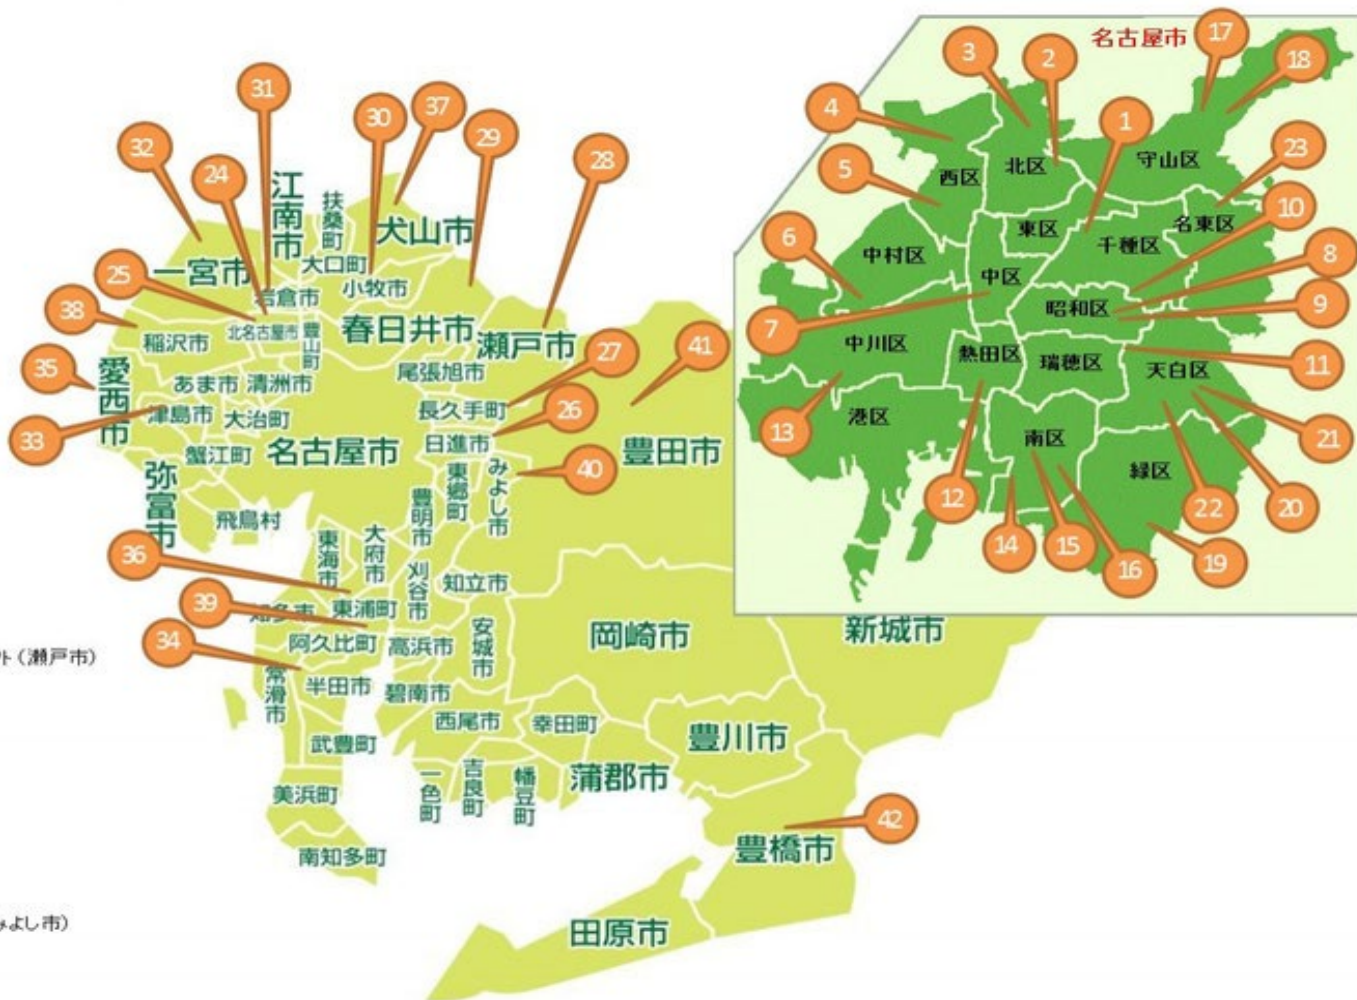 名古屋市
17
3
2
18
31
37
30
4
1
29
32
23
28
守山区
24
北区
5
西区
江南市
扶桑町
10
名東区
犬山市
東区
6
千種区
中村区
8
大口町
一宮市
25
中区
小牧市
岩倉市
9
38
昭和区
7
北名古屋市
豊山町
春日井市
稲沢市
瀬戸市
中川区
熱田区
27
41
瑞穂区
11
35
愛西市
尾張旭市
天白区
あま市
清洲市
26
長久手町
津島市
大治町
港区
13
33
南区
21
日進市
名古屋市
豊田市
蟹江町
みよし市
40
緑区
弥富市
東郷町
12
豊明市
22
20
飛鳥村
14
15
36
東海市
大府市
16
19
刈谷市
知立市
39
知多市
東浦町
34
阿久比町
高浜市
安城市
岡崎市
新城市
ﾄ(瀬戸市)
常滑市
半田市
碧南市
西尾市
幸田町
豊川市
武豊町
一色町
吉良町
幡豆町
蒲郡市
美浜町
42
豊橋市
南知多町
みよし市)
田原市